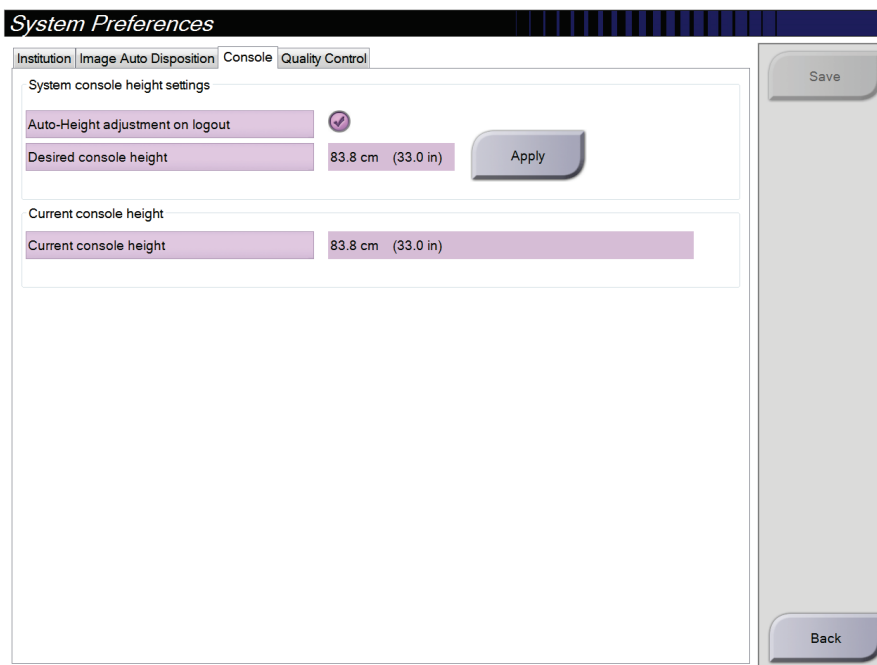 System Preferences
Institution Image Auto Disposition Console Quality Control
Save
System console height settings
Auto-Height adjustment on logout
Desired console height 83.8 cm (33.0 in) Apply
Current console height
Current console height 83.8 cm (33.0 in)
Back